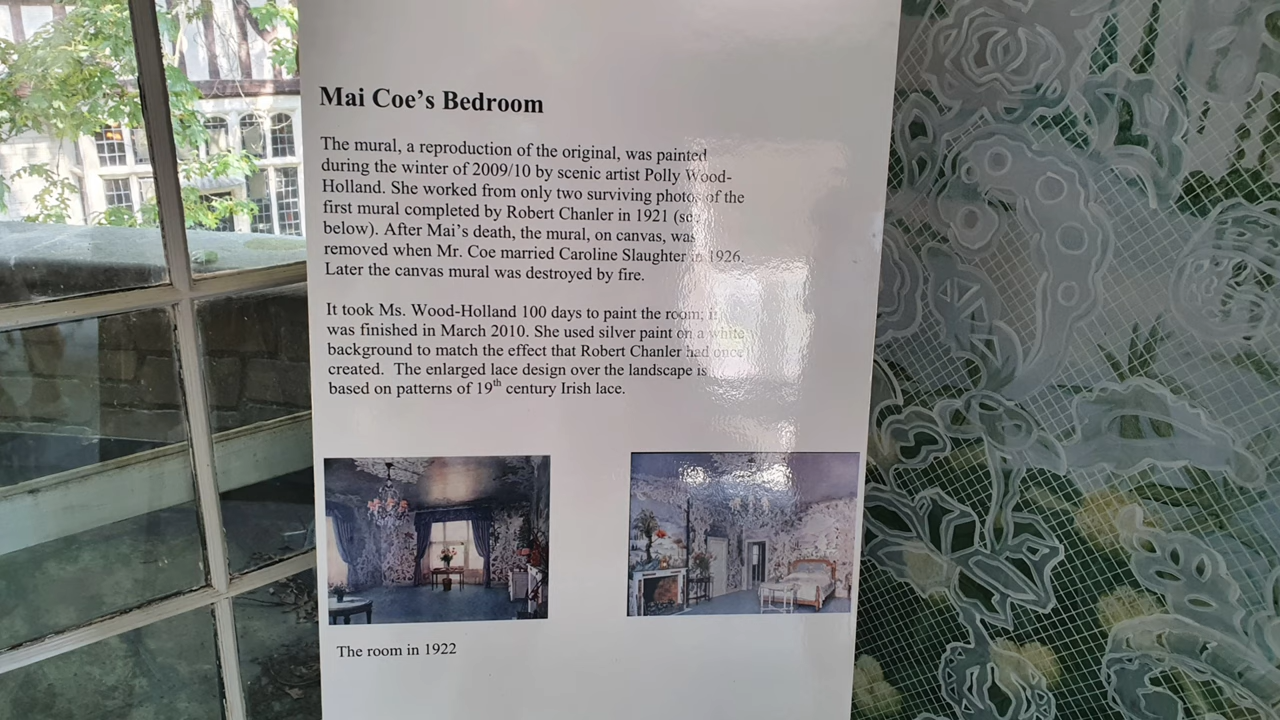 Mai Coe's Bedroom
The mural, a reproduction of the original, was painted
during the winter of 2009/10 by scenic artist Polly Wood-
Holland. She worked from only two surviving photos of the
first mural completed by Robert Chanler in 1921 (see
below). After Mai's death, the mural, on canvas, was
removed when Mr. Coe married Caroline Slaughter in 1926.
Later the canvas mural was destroyed by fire.
It took Ms. Wood-Holland 100 days to paint the room; it
was finished in March 2010. She used silver paint on a white
background to match the effect that Robert Chanler had once
created. The enlarged lace design over the landscape is
based on patterns of 19th century Irish lace.
The room in 1922